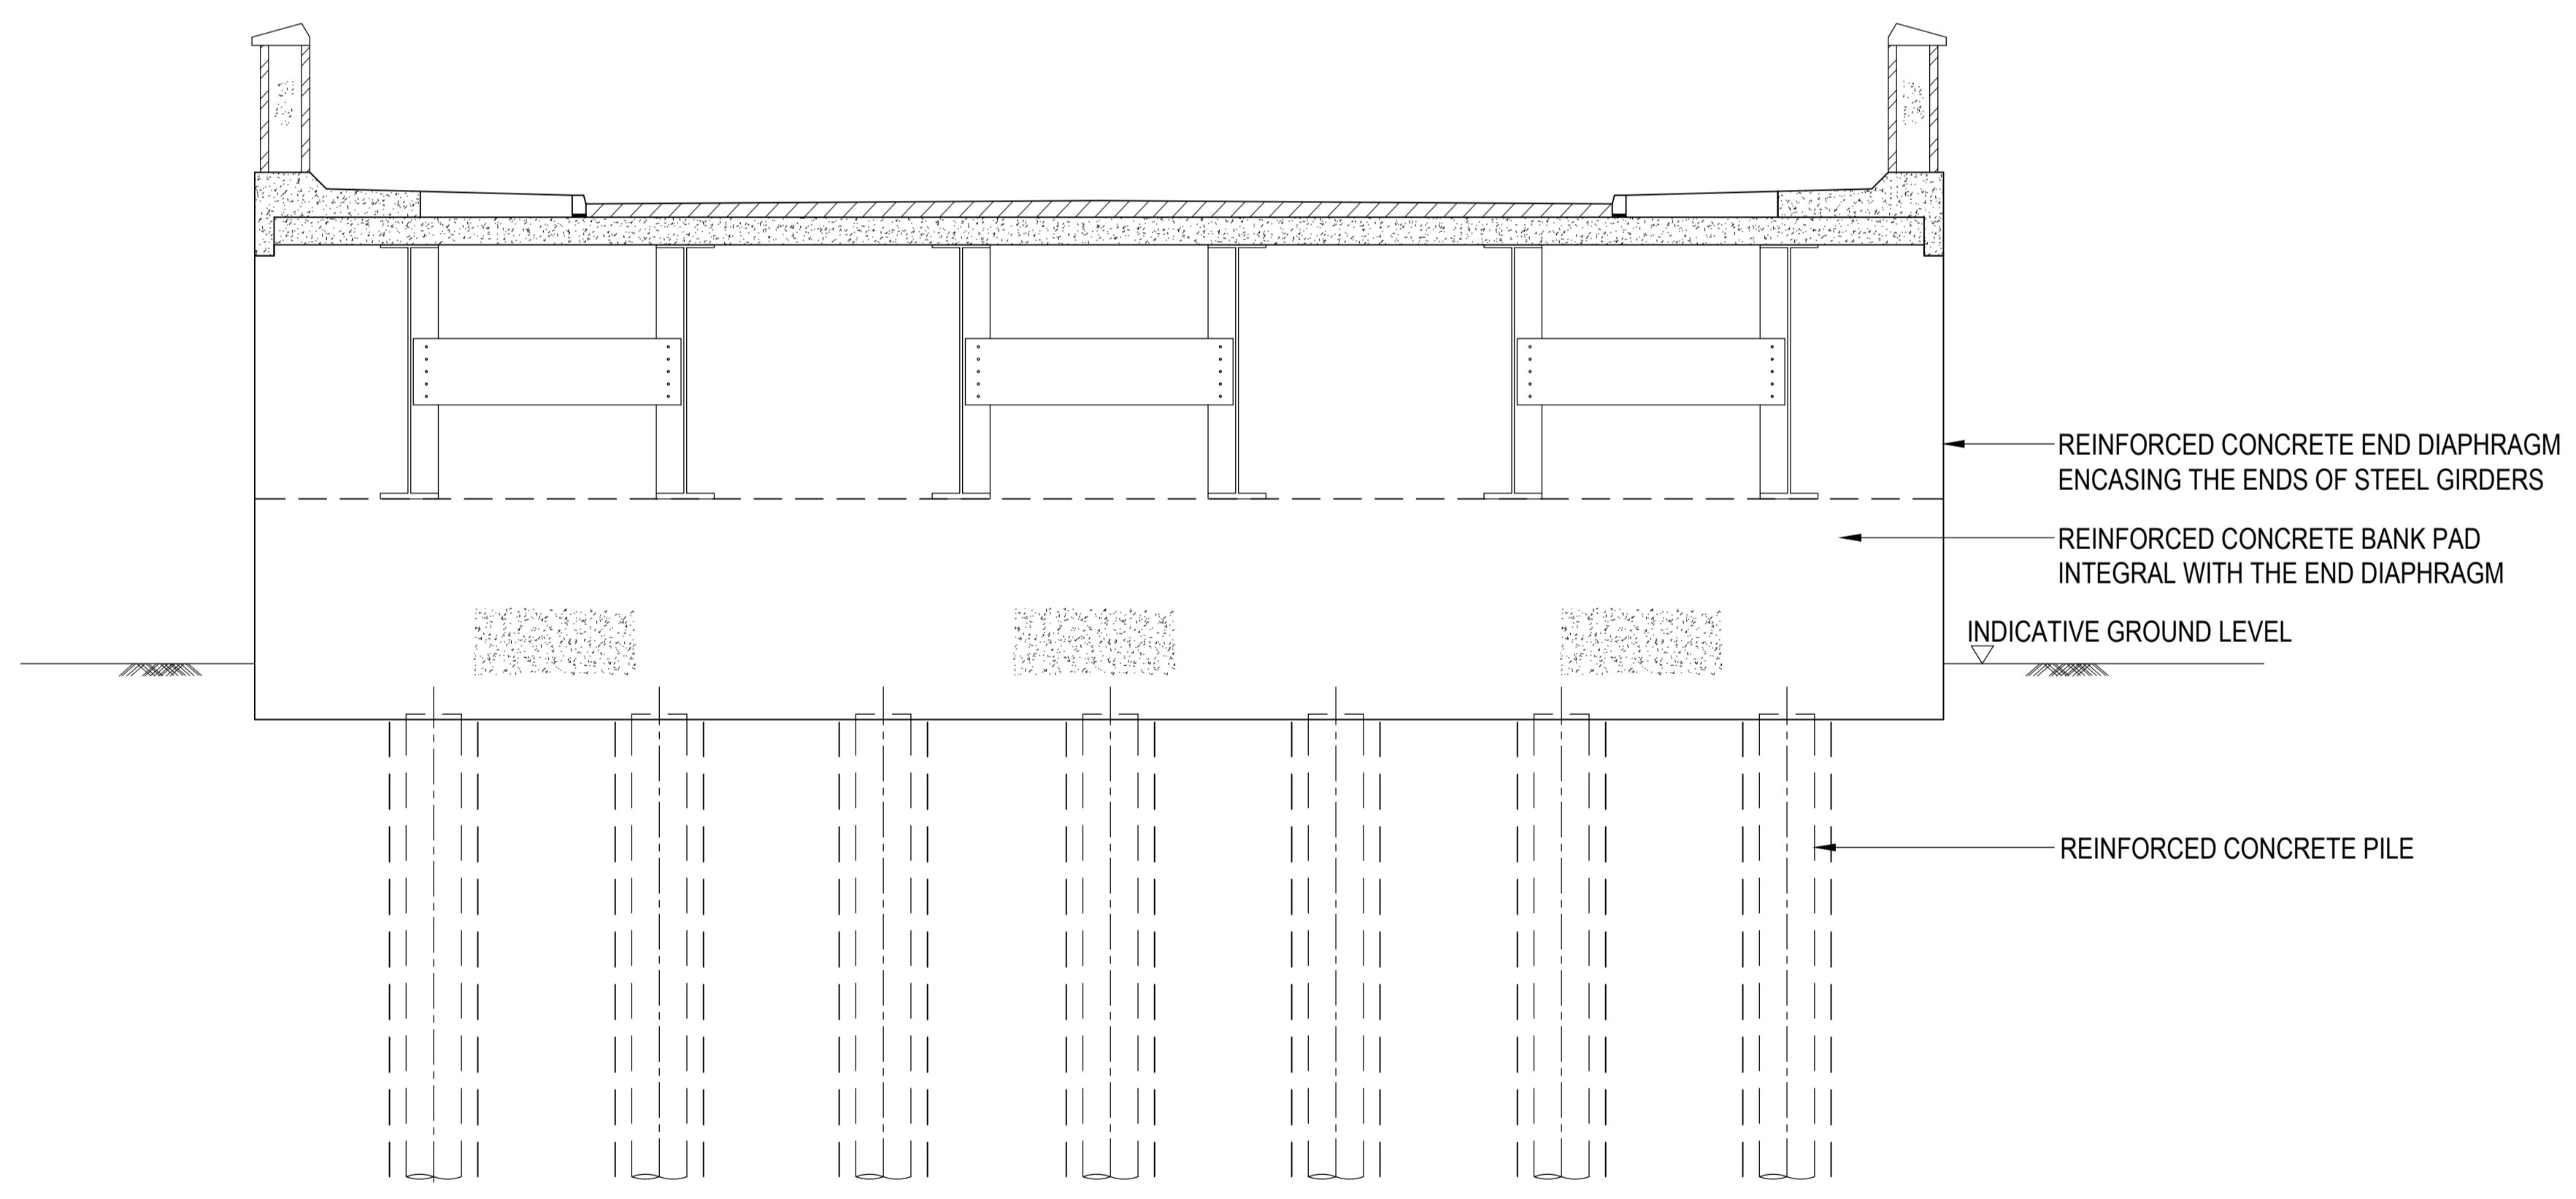 REINFORCED CONCRETE END DIAPHRAGM
ENCASING THE ENDS OF STEEL GIRDERS
REINFORCED CONCRETE BANK PAD
INTEGRAL WITH THE END DIAPHRAGM
INDICATIVE GROUND LEVEL
REINFORCED CONCRETE PILE